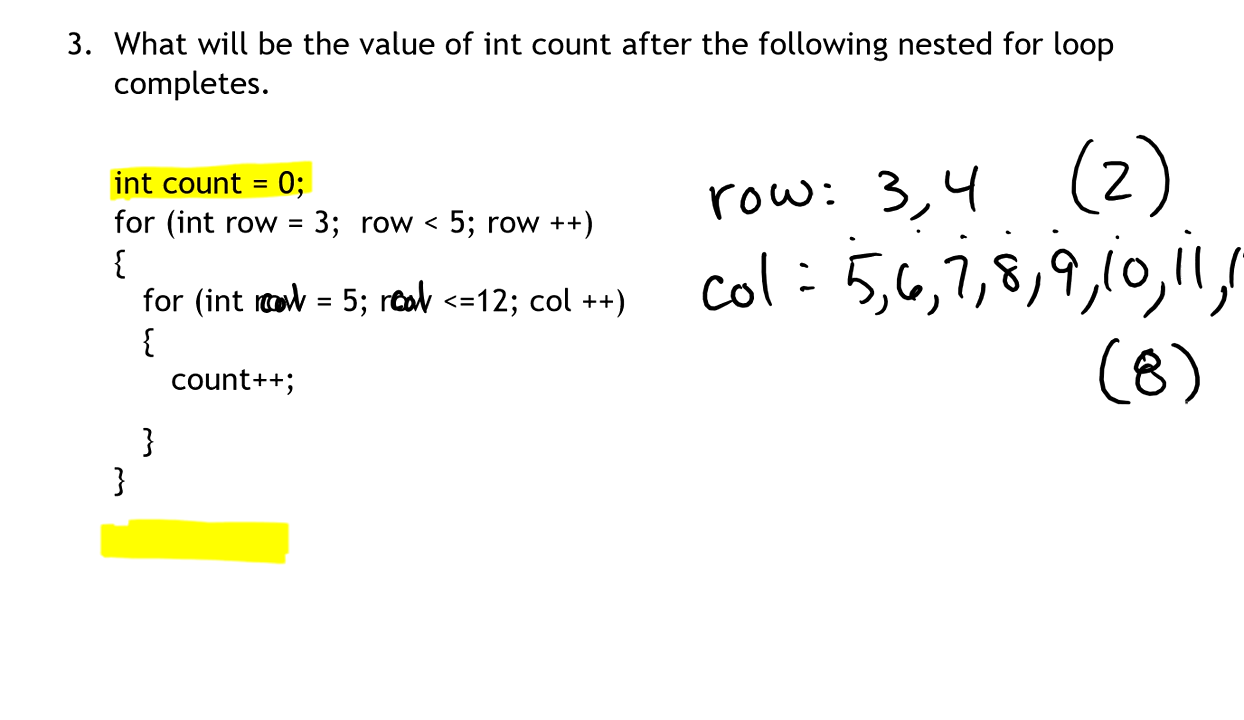 3. What will be the value of int count after the following nested for loop
completes.
int count = 0;
for (int row = 3; row < 5; row ++)
{
for (int col = 5; col <=12; col ++)
{
count++;
}
}
row: 3,4 (2)
col: 5,6,7,8,9,10,11,
(8)